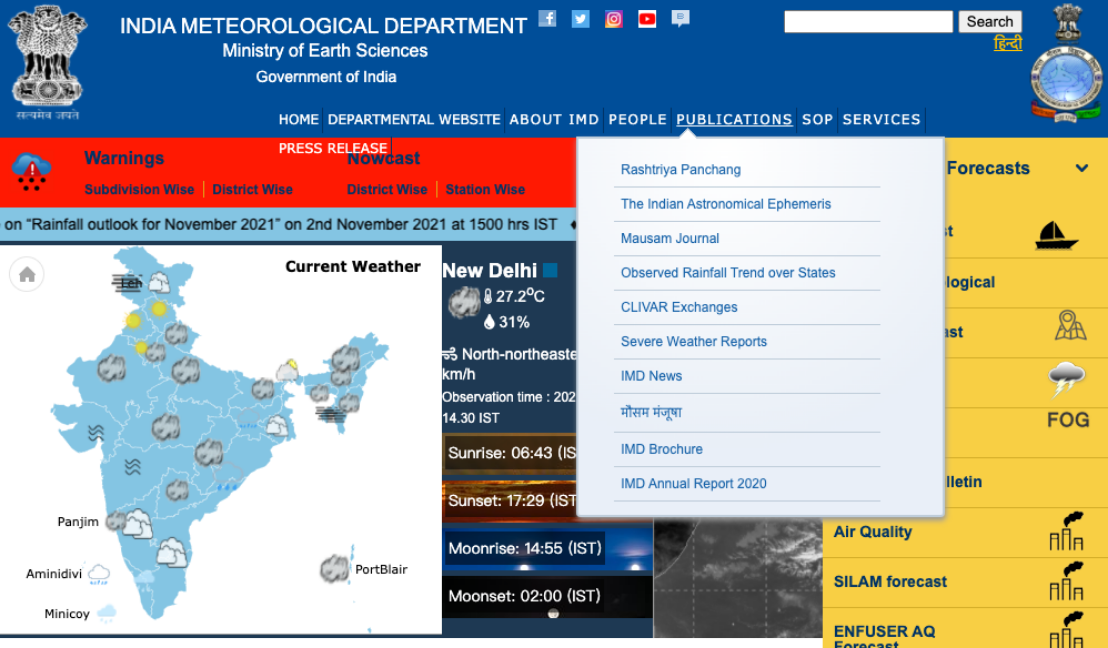 INDIA METEOROLOGICAL DEPARTMENT
Ministry of Earth Sciences
Government of India
Search
हिन्दी
सत्यमेव जयते
HOME DEPARTMENTAL WEBSITE ABOUT IMD PEOPLE PUBLICATIONS SOP SERVICES
PRESS RELEASE
Warnings
Subdivision Wise District Wise
Nowcast
District Wise Station Wise
on “Rainfall outlook for November 2021” on 2nd November 2021 at 1500 hrs IST
Current Weather
Leh
Panjim
Aminidivi
Minicoy
PortBlair
New Delhi
27.2°C
31%
North-northeaste
km/h
Observation time : 202
14.30 IST
Sunrise: 06:43 (IS
Sunset: 17:29 (IST
Moonrise: 14:55 (IST)
Moonset: 02:00 (IST)
Rashtriya Panchang
The Indian Astronomical Ephemeris
Mausam Journal
Observed Rainfall Trend over States
CLIVAR Exchanges
Severe Weather Reports
IMD News
मौसम मंजूषा
IMD Brochure
IMD Annual Report 2020
Forecasts
st
logical
ast
FOG
lletin
Air Quality
SILAM forecast
ENFUSER AQ
Forecast